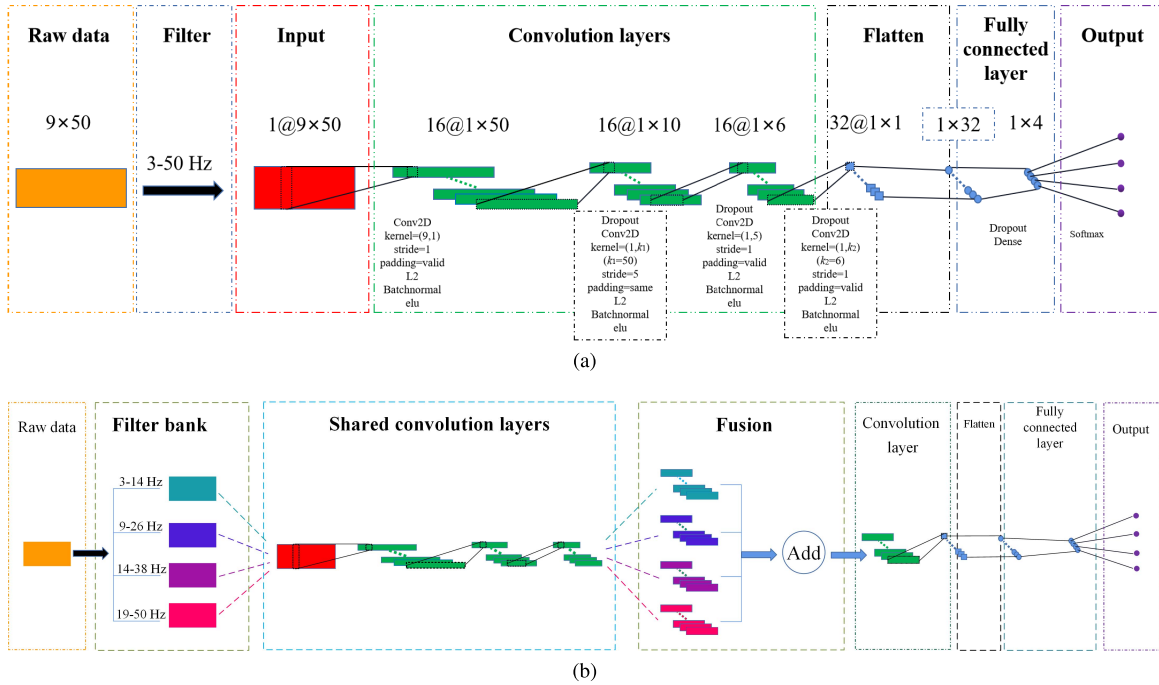 Raw data
Filter
Input
Convolution layers
Flatten
Fully
connected
layer
Output
9×50
3-50 Hz
1@9×50
16@1×50
16@1×10
16@1×6
32@1×1
1×32
1×4
Conv2D
kernel=(9,1)
stride=1
padding=valid
L2
Batchnormal
elu
Dropout
Conv2D
kernel=(1,k₁)
(k₁=50)
stride=5
padding=same
L2
Batchnormal
elu
Dropout
Conv2D
kernel=(1,5)
stride=1
padding=valid
L2
Batchnormal
elu
Dropout
Conv2D
kernel=(1,k₂)
(k₂=6)
stride=1
padding=valid
L2
Batchnormal
elu
Dropout
Dense
Softmax
(a)
Raw data
Filter bank
Shared convolution layers
Fusion
Convolution
layer
Flatten
Fully
connected
layer
Output
3-14 Hz
9-26 Hz
14-38 Hz
19-50 Hz
Add
(b)